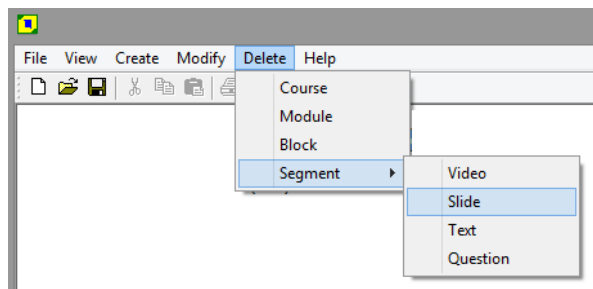 File View Create Modify Delete Help
Course
Module
Block
Segment
Video
Slide
Text
Question